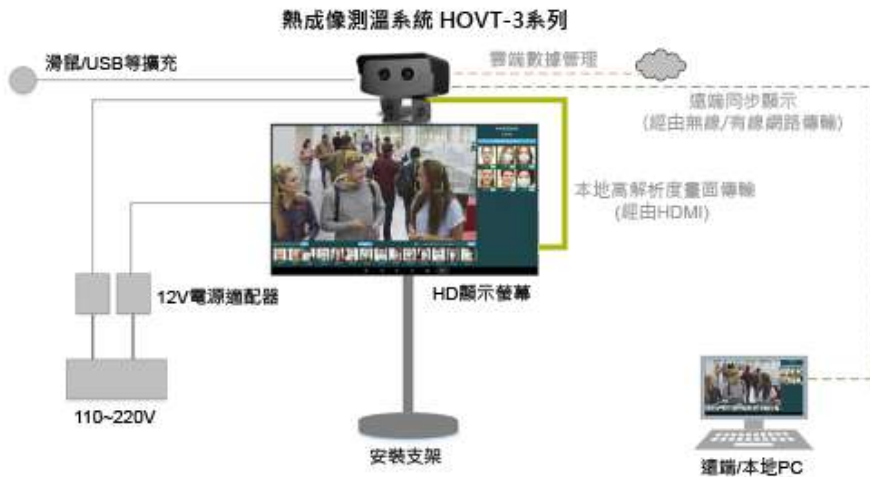 熱成像測溫系統 HOVT-3系列
滑鼠/USB等擴充
雲端數據管理
遠端同步顯示
(經由無線/有線網路傳輸)
本地高解析度畫面傳輸
(經由HDMI)
12V電源適配器
HD顯示螢幕
110~220V
安裝支架
遠端/本地PC